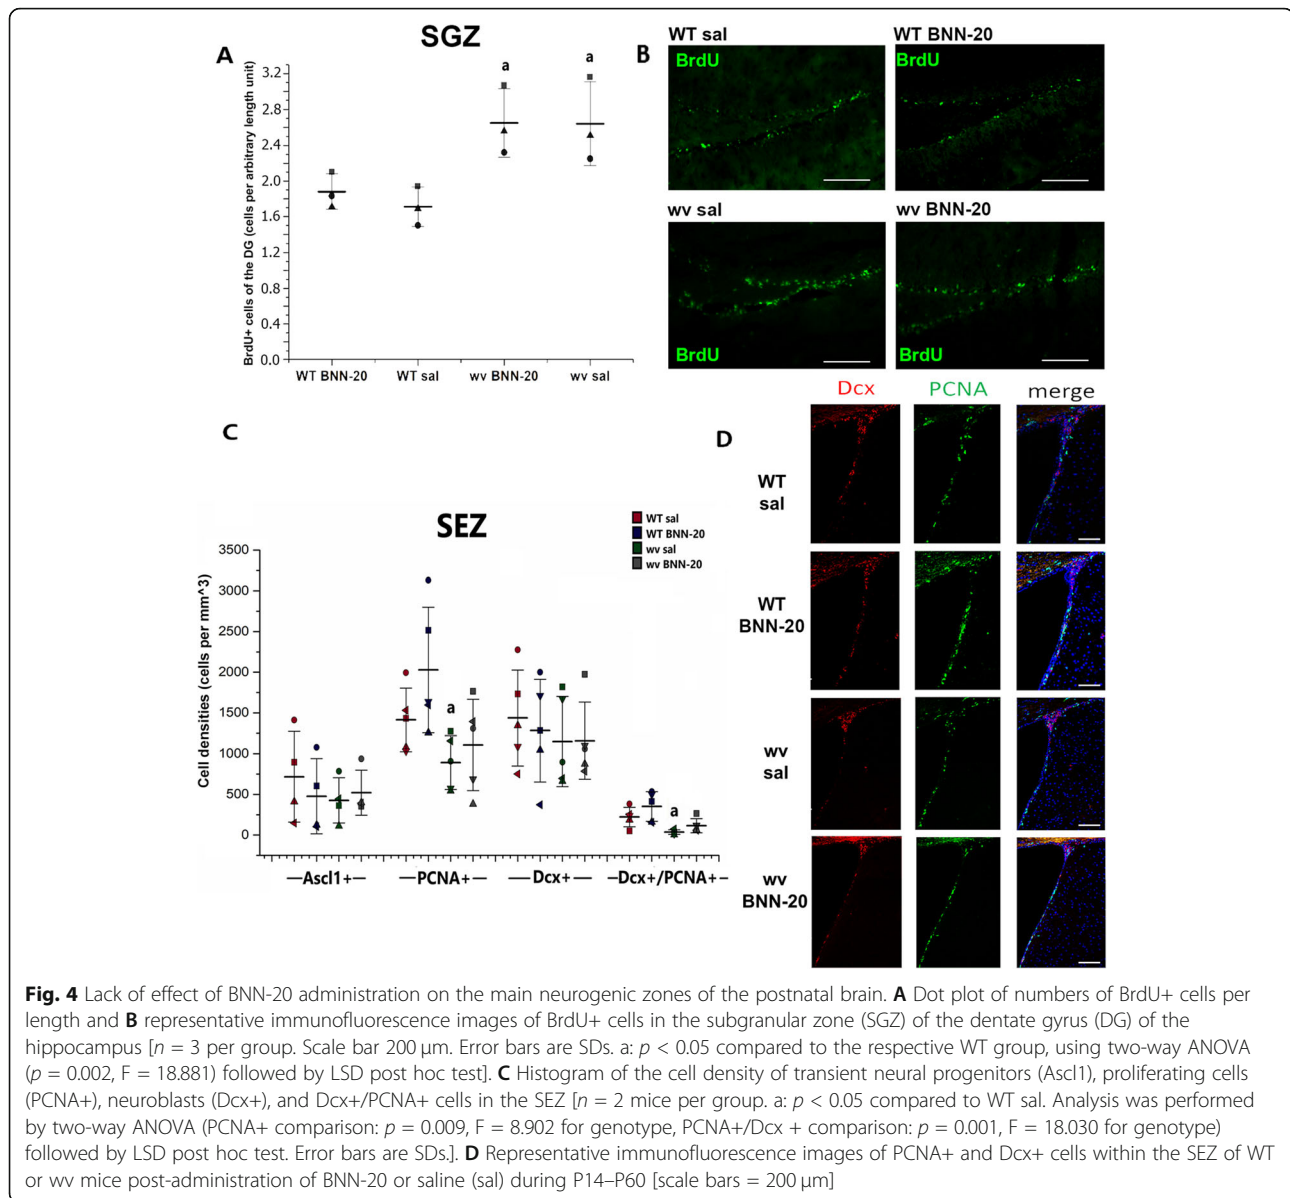 A
SGZ
BrdU+ cells of the DG (cells per arbitrary length unit)
3.2
2.8
2.4
2.0
1.6
1.2
0.8
0.4
0.0
a
a
WT BNN-20
WT sal
wv BNN-20
wv sal
B
WT sal
WT BNN-20
BrdU
BrdU
wv sal
wv BNN-20
BrdU
BrdU
C
SEZ
WT sal
WT BNN-20
wv sal
wv BNN-20
Cell densities (cells per mm^3)
3500
3000
2500
2000
1500
1000
500
0
a
a
—Ascl1+—
—PCNA+—
—Dcx+—
–Dcx+/PCNA+–
D
Dcx
PCNA
merge
WT
sal
WT
BNN-20
wv
sal
wv
BNN-20
Fig. 4 Lack of effect of BNN-20 administration on the main neurogenic zones of the postnatal brain. A Dot plot of numbers of BrdU+ cells per
length and B representative immunofluorescence images of BrdU+ cells in the subgranular zone (SGZ) of the dentate gyrus (DG) of the
hippocampus [n = 3 per group. Scale bar 200 μm. Error bars are SDs. a: p < 0.05 compared to the respective WT group, using two-way ANOVA
(p = 0.002, F = 18.881) followed by LSD post hoc test]. C Histogram of the cell density of transient neural progenitors (Ascl1), proliferating cells
(PCNA+), neuroblasts (Dcx+), and Dcx+/PCNA+ cells in the SEZ [n = 2 mice per group. a: p < 0.05 compared to WT sal. Analysis was performed
by two-way ANOVA (PCNA+ comparison: p = 0.009, F = 8.902 for genotype, PCNA+/Dcx + comparison: p = 0.001, F = 18.030 for genotype)
followed by LSD post hoc test. Error bars are SDs.]. D Representative immunofluorescence images of PCNA+ and Dcx+ cells within the SEZ of WT
or wv mice post-administration of BNN-20 or saline (sal) during P14–P60 [scale bars = 200 μm]